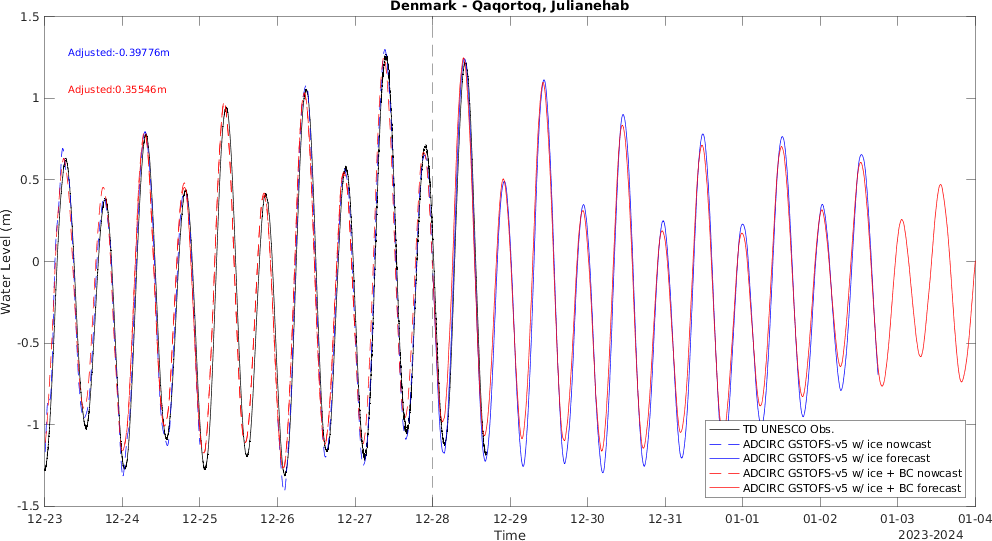 Denmark - Qaqortoq, Julianehab
1.5
1
0.5
0
-0.5
-1
-1.5
Water Level (m)
Adjusted:-0.39776m
Adjusted:0.35546m
TD UNESCO Obs.
ADCIRC GSTOFS-v5 w/ ice nowcast
ADCIRC GSTOFS-v5 w/ ice forecast
ADCIRC GSTOFS-v5 w/ ice + BC nowcast
ADCIRC GSTOFS-v5 w/ ice + BC forecast
12-23 12-24 12-25 12-26 12-27 12-28 12-29 12-30 12-31 01-01 01-02 01-03 01-04
Time
2023-2024